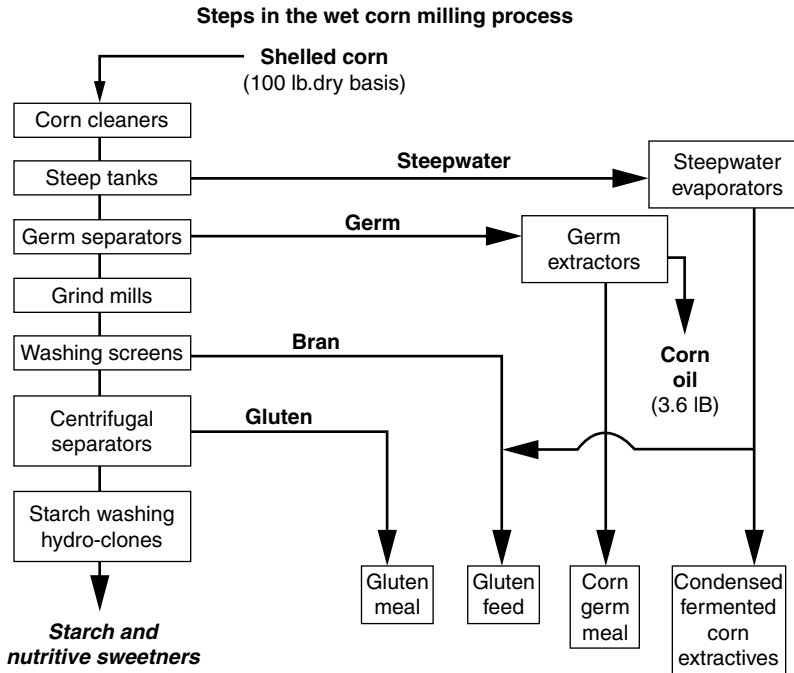 Steps in the wet corn milling process
Shelled corn
(100 lb.dry basis)
Corn cleaners
Steepwater
Steep tanks
Steepwater
evaporators
Germ
Germ separators
Germ
extractors
Grind mills
Bran
Washing screens
Corn
oil
(3.6 lB)
Centrifugal
separators
Gluten
Starch washing
hydro-clones
Gluten
meal
Gluten
feed
Corn
germ
meal
Condensed
fermented
corn
extractives
Starch and
nutritive sweetners